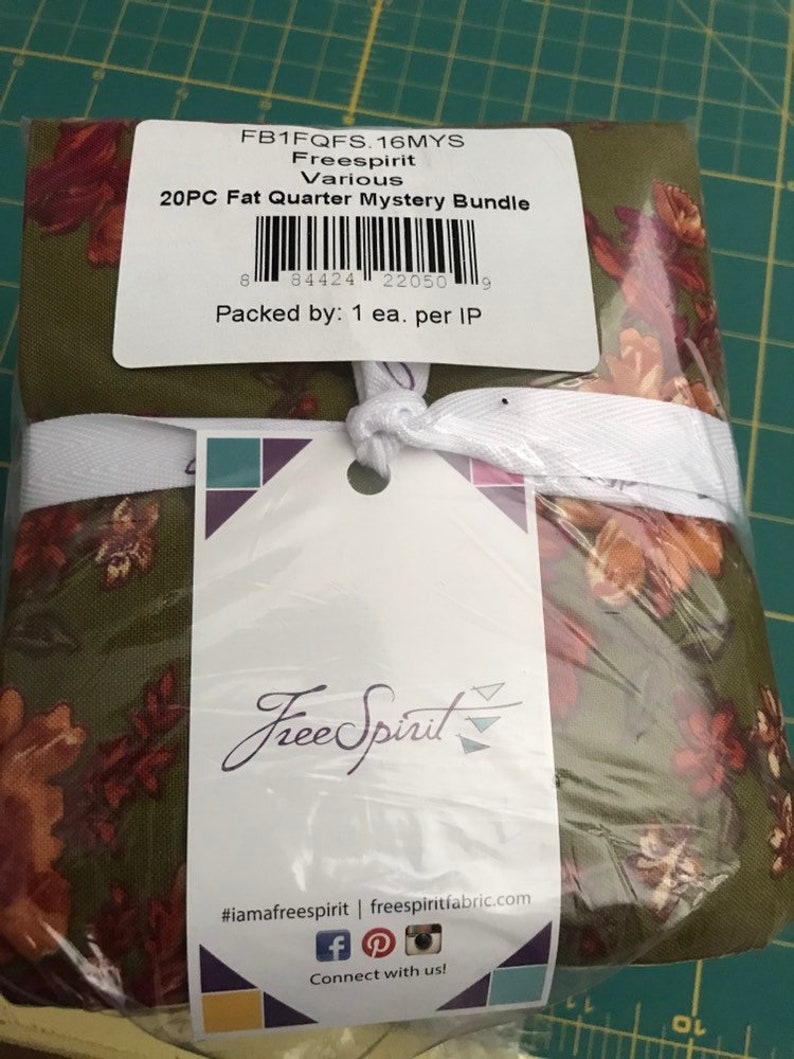 FB1FQFS.16MYS
Freespirit
Various
20PC Fat Quarter Mystery Bundle
8 84424 22050 9
Packed by: 1 ea. per IP
FreeSpirit
#iamafreespirit | freespiritfabric.com
Connect with us!
10